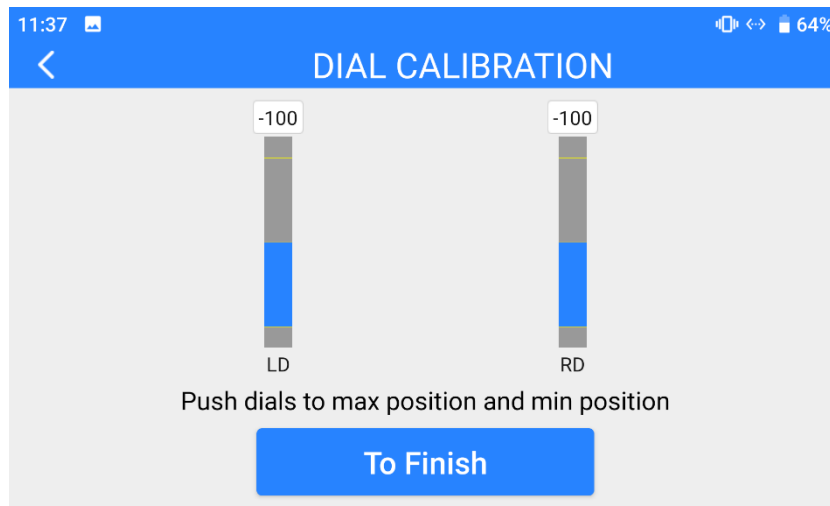 11:37 64%
DIAL CALIBRATION
-100 -100
LD RD
Push dials to max position and min position
To Finish